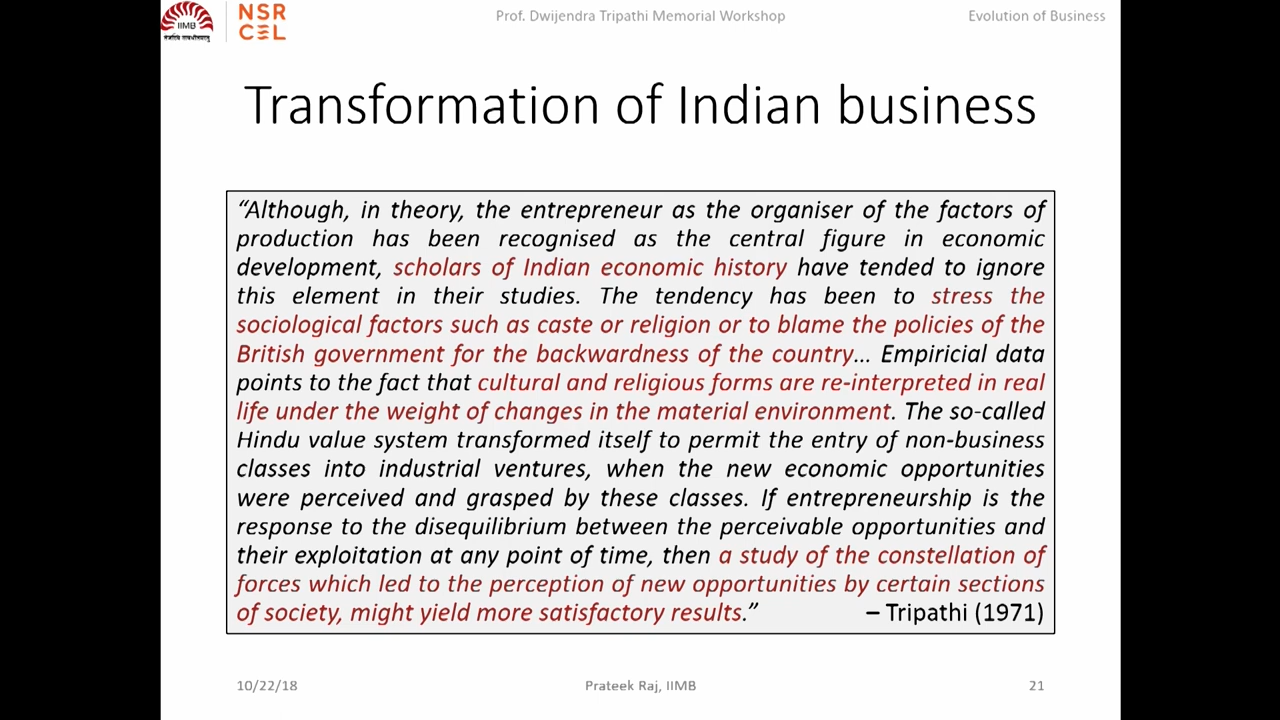 IIMB
NSR
CEL
Prof. Dwijendra Tripathi Memorial Workshop
Evolution of Business
Transformation of Indian business
“Although, in theory, the entrepreneur as the organiser of the factors of
production has been recognised as the central figure in economic
development, scholars of Indian economic history have tended to ignore
this element in their studies. The tendency has been to stress the
sociological factors such as caste or religion or to blame the policies of the
British government for the backwardness of the country… Empiricial data
points to the fact that cultural and religious forms are re-interpreted in real
life under the weight of changes in the material environment. The so-called
Hindu value system transformed itself to permit the entry of non-business
classes into industrial ventures, when the new economic opportunities
were perceived and grasped by these classes. If entrepreneurship is the
response to the disequilibrium between the perceivable opportunities and
their exploitation at any point of time, then a study of the constellation of
forces which led to the perception of new opportunities by certain sections
of society, might yield more satisfactory results.” – Tripathi (1971)
10/22/18
Prateek Raj, IIMB
21